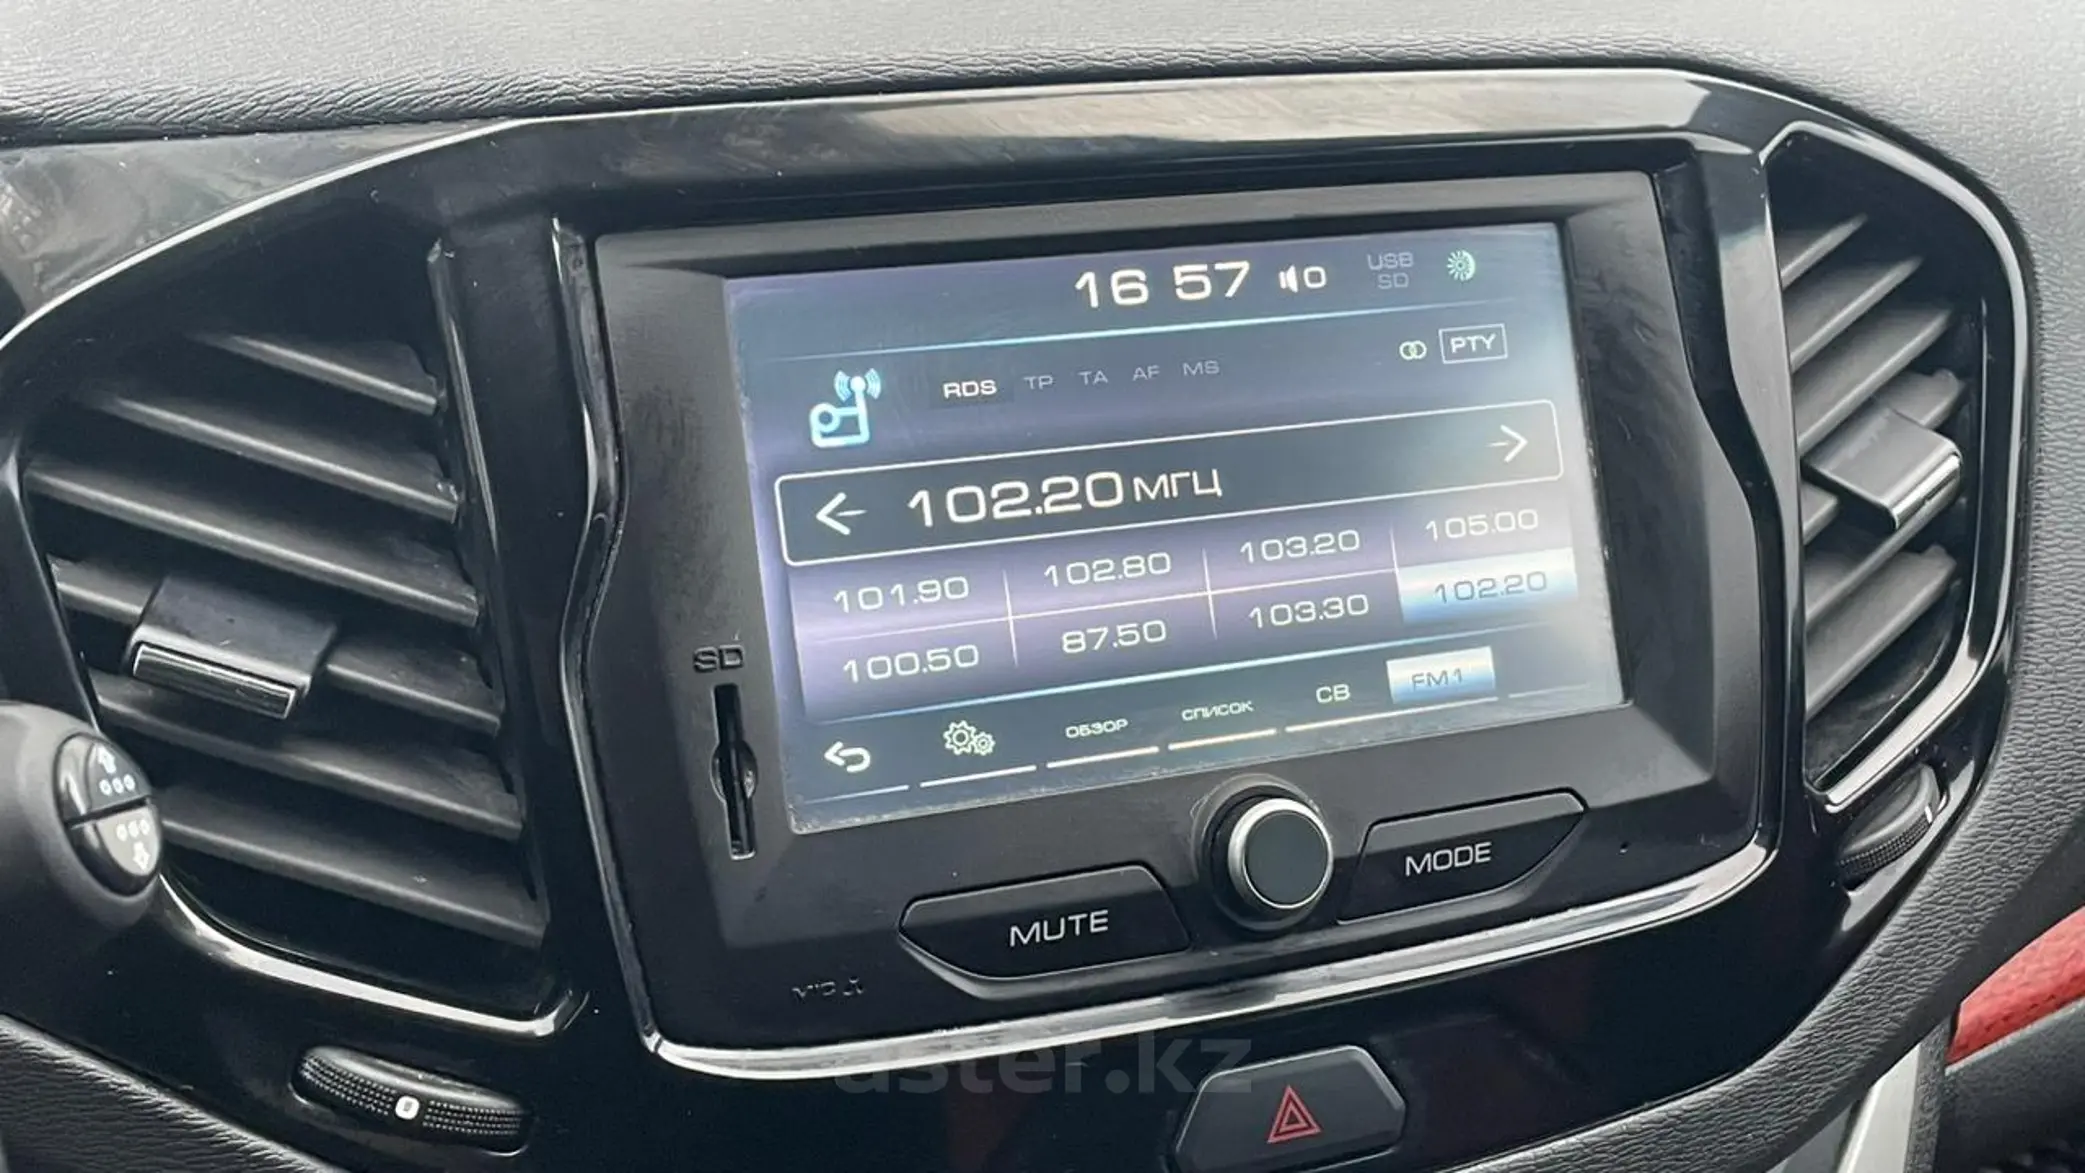 16 57 0 USB
SD
PTY
RDS TP TA AF MS
102.20 МГЦ
101.90 102.80 103.20 105.00
100.50 87.50 103.30 102.20
ОБЗОР СПИСОК СВ FM1
SD
MUTE MODE
aster.kz